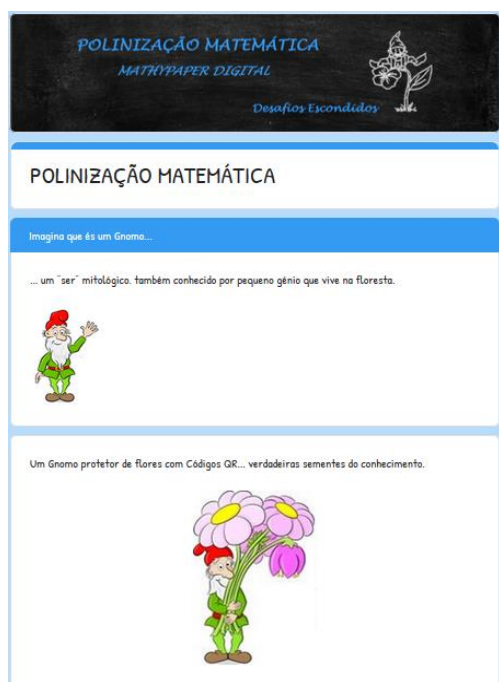 POLINIZAÇÃO MATEMÁTICA
MATHYPAPER DIGITAL
Desafios Escondidos
POLINIZAÇÃO MATEMÁTICA
Imagina que és um Gnomo...
... um "ser" mitológico. também conhecido por pequeno génio que vive na floresta.
Um Gnomo protetor de flores com Códigos QR... verdadeiras sementes do conhecimento.